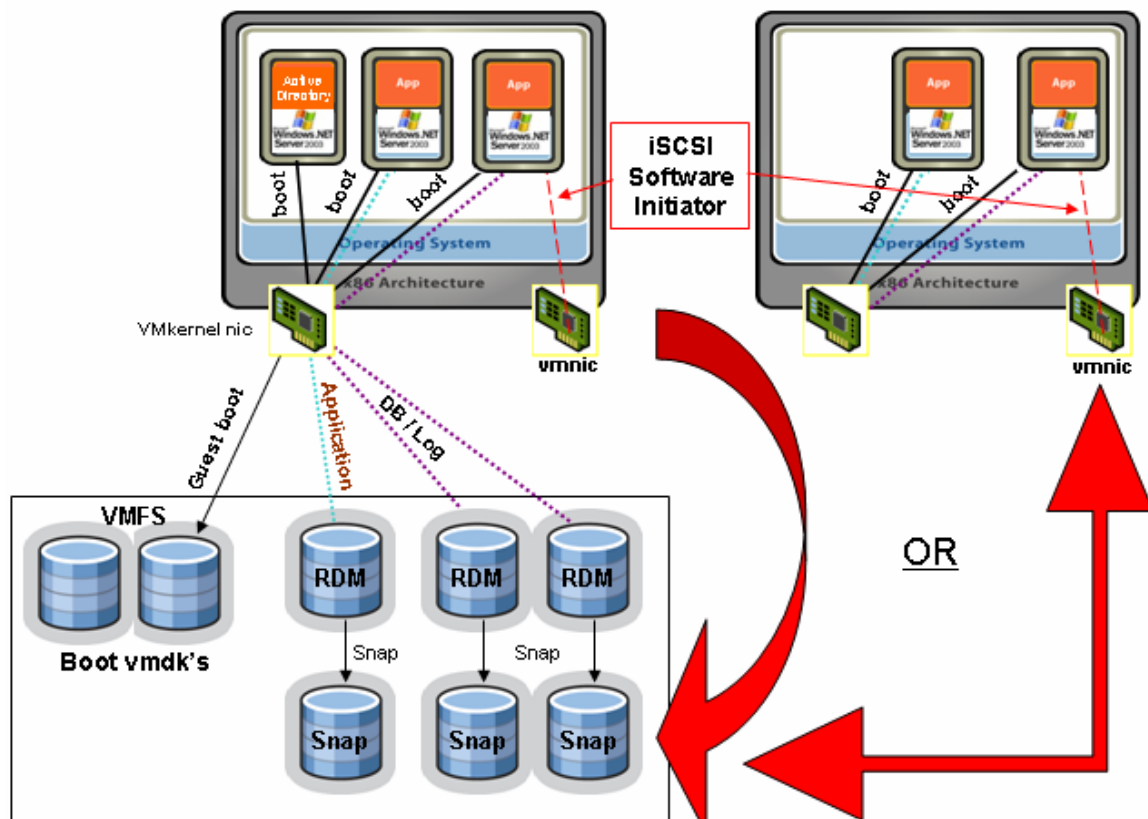 Active
Directory
Windows.NET
Server 2003
App
Windows.NET
Server 2003
App
Windows.NET
Server 2003
boot
boot
boot
Operating System
x86 Architecture
VMkernel nic
vmnic
iSCSI
Software
Initiator
App
Windows.NET
Server 2003
App
Windows.NET
Server 2003
boot
boot
Operating System
x86 Architecture
vmnic
Guest boot
Application
DB / Log
VMFS
Boot vmdk's
RDM
RDM
RDM
Snap
Snap
Snap
Snap
Snap
OR